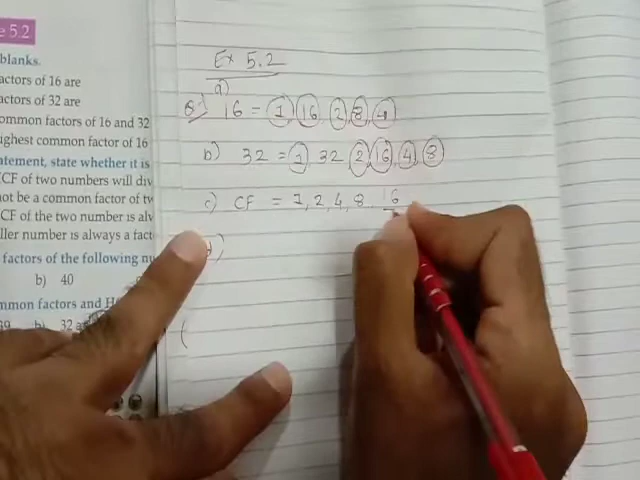 e 5.2
blanks.
actors of 16 are
actors of 32 are
ommon factors of 16 and 32
ighest common factor of 16
atement, state whether it is
CF of two numbers will div
not be a common factor of tw
CF of the two number is alv
ller number is always a fact
factors of the following nu
b) 40
mmon factors and H
39 b) 32 a
Ex 5.2
a)
16 = 1 16 2 8, 4
b) 32 = 1 32 2, 16, 4, 8
c) CF = 1, 2, 4, 8 16
d)
(